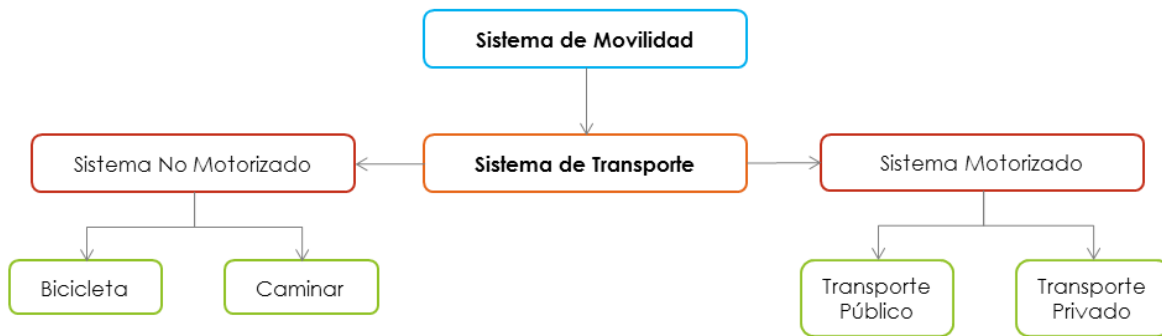 Sistema de Movilidad
Sistema No Motorizado
Sistema de Transporte
Sistema Motorizado
Bicicleta
Caminar
Transporte
Público
Transporte
Privado